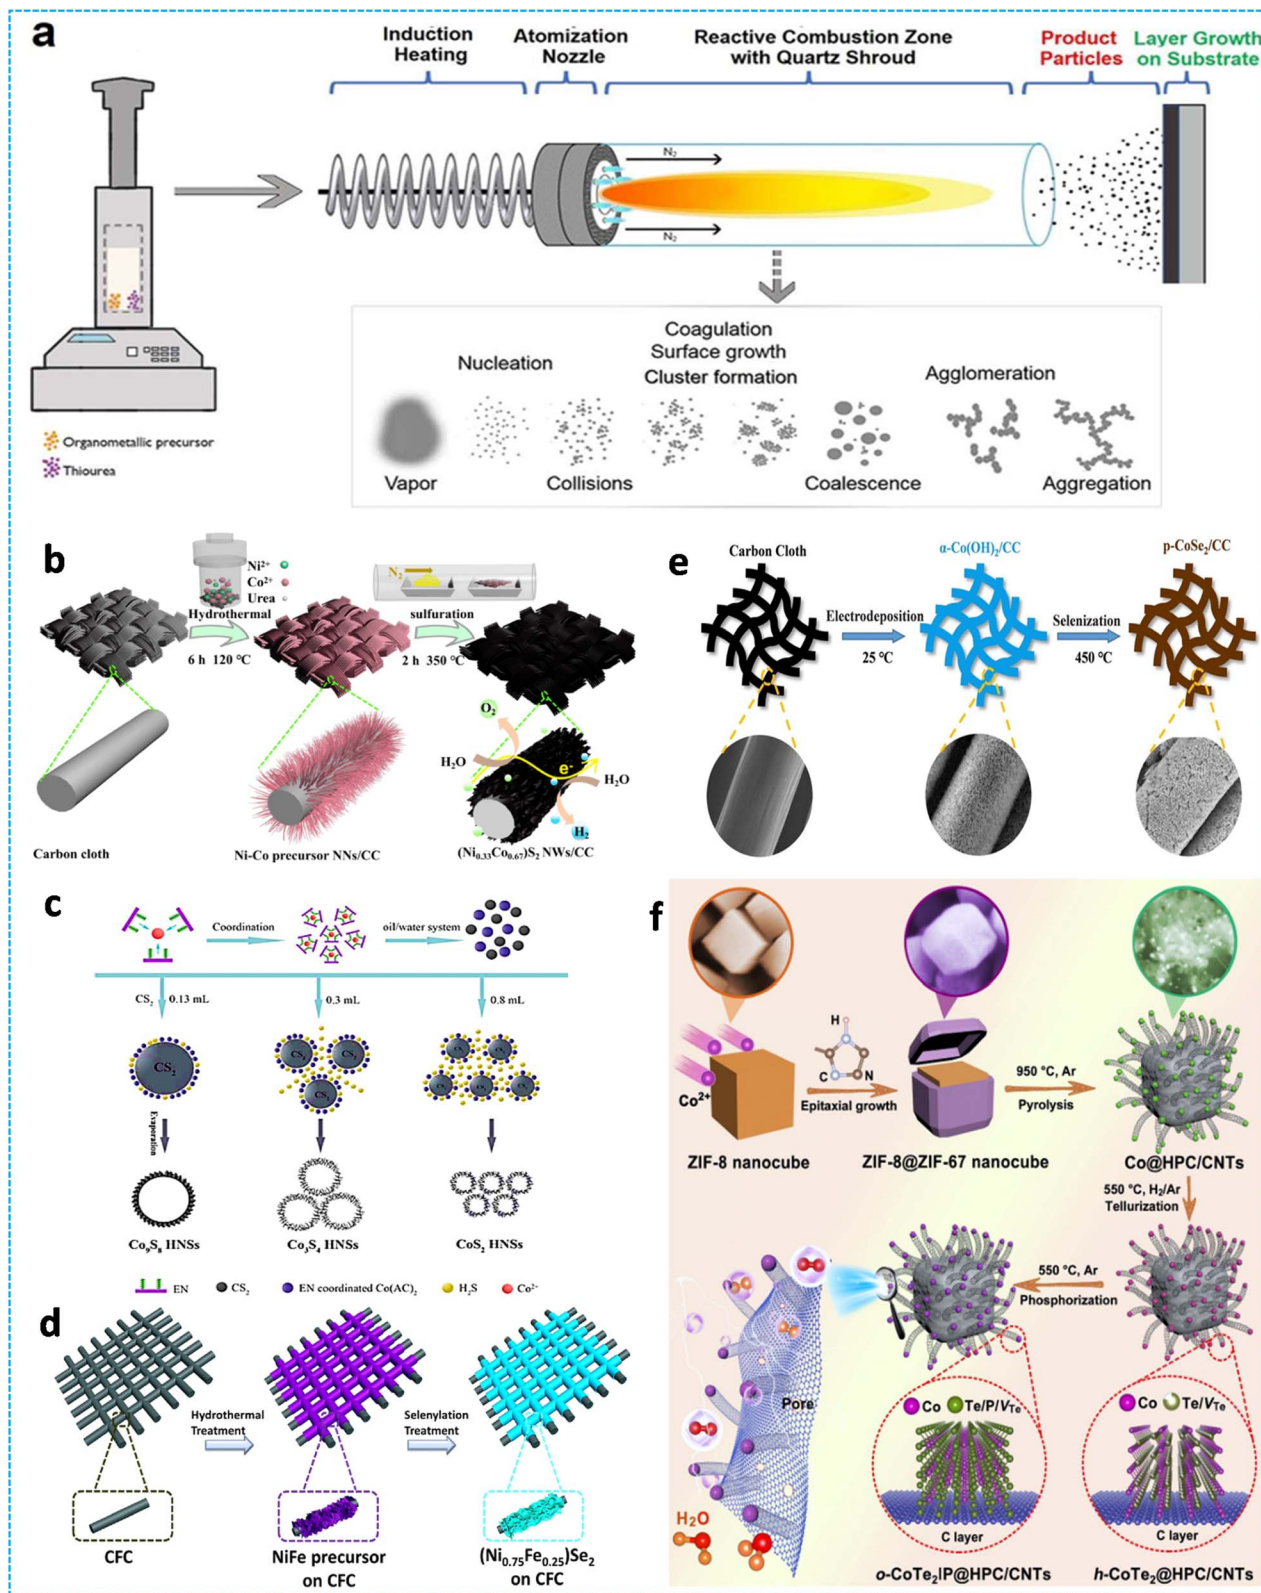 a
Induction
Heating
Atomization
Nozzle
Reactive Combustion Zone
with Quartz Shroud
Product
Particles
Layer Growth
on Substrate
N₂
N₂
Organometallic precursor
Thiourea
Coagulation
Surface growth
Cluster formation
Nucleation
Agglomeration
Vapor
Collisions
Coalescence
Aggregation
b
Ni²⁺
Co²⁺
Urea
Hydrothermal
6 h 120 °C
N₂
sulfuration
2 h 350 °C
O₂
H₂O
e⁻
H₂O
H₂
Carbon cloth
Ni-Co precursor NNs/CC
(Ni₀.₃₃Co₀.₆₇)S₂ NWs/CC
e
Carbon Cloth
α-Co(OH)₂/CC
p-CoSe₂/CC
Electrodeposition
25 °C
Selenization
450 °C
c
Coordination
oil/water system
CS₂ 0.13 mL
0.3 mL
0.8 mL
CS₂
CS₂
CS₂
CS₂
Evaporation
Co₉S₈ HNSs
Co₃S₄ HNSs
CoS₂ HNSs
EN
CS₂
EN coordinated Co(AC)₂
H₂S
Co²⁺
d
Hydrothermal
Treatment
Selenylation
Treatment
CFC
NiFe precursor
on CFC
(Ni₀.₇₅Fe₀.₂₅)Se₂
on CFC
f
Co²⁺
H
C
N
Epitaxial growth
950 °C, Ar
Pyrolysis
ZIF-8 nanocube
ZIF-8@ZIF-67 nanocube
Co@HPC/CNTs
550 °C, H₂/Ar
Tellurization
550 °C, Ar
Phosphorization
Pore
H₂O
Co Te/P/V_Te
C layer
o-CoTe₂|P@HPC/CNTs
Co Te/V_Te
C layer
h-CoTe₂@HPC/CNTs